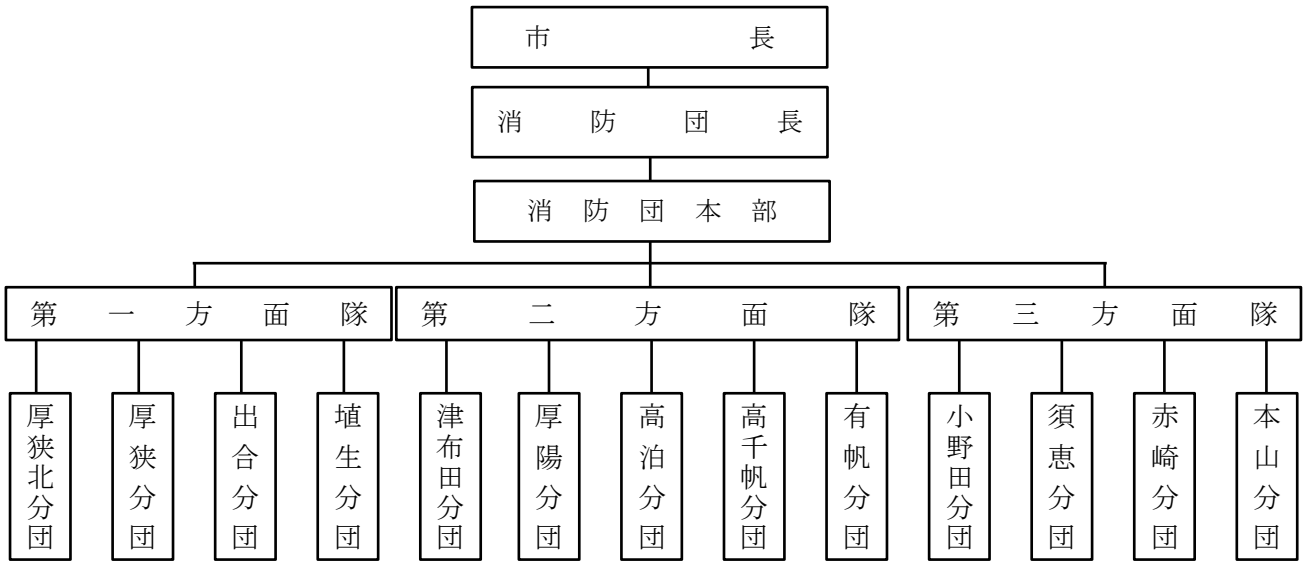 市長
消防団長
消防団本部
第一方面隊
第二方面隊
第三方面隊
厚狭北分団
厚狭分団
出合分団
埴生分団
津布田分団
厚陽分団
高泊分団
高千帆分団
有帆分団
小野田分団
須恵分団
赤崎分団
本山分団